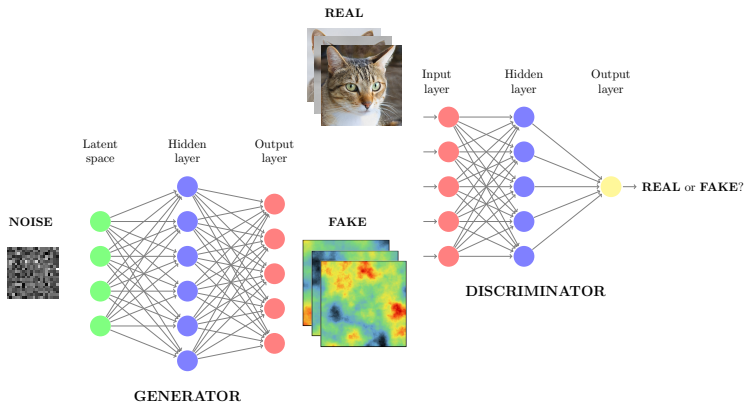 REAL
Input
layer
Hidden
layer
Output
layer
Latent
space
Hidden
layer
Output
layer
REAL or FAKE?
NOISE
FAKE
DISCRIMINATOR
GENERATOR